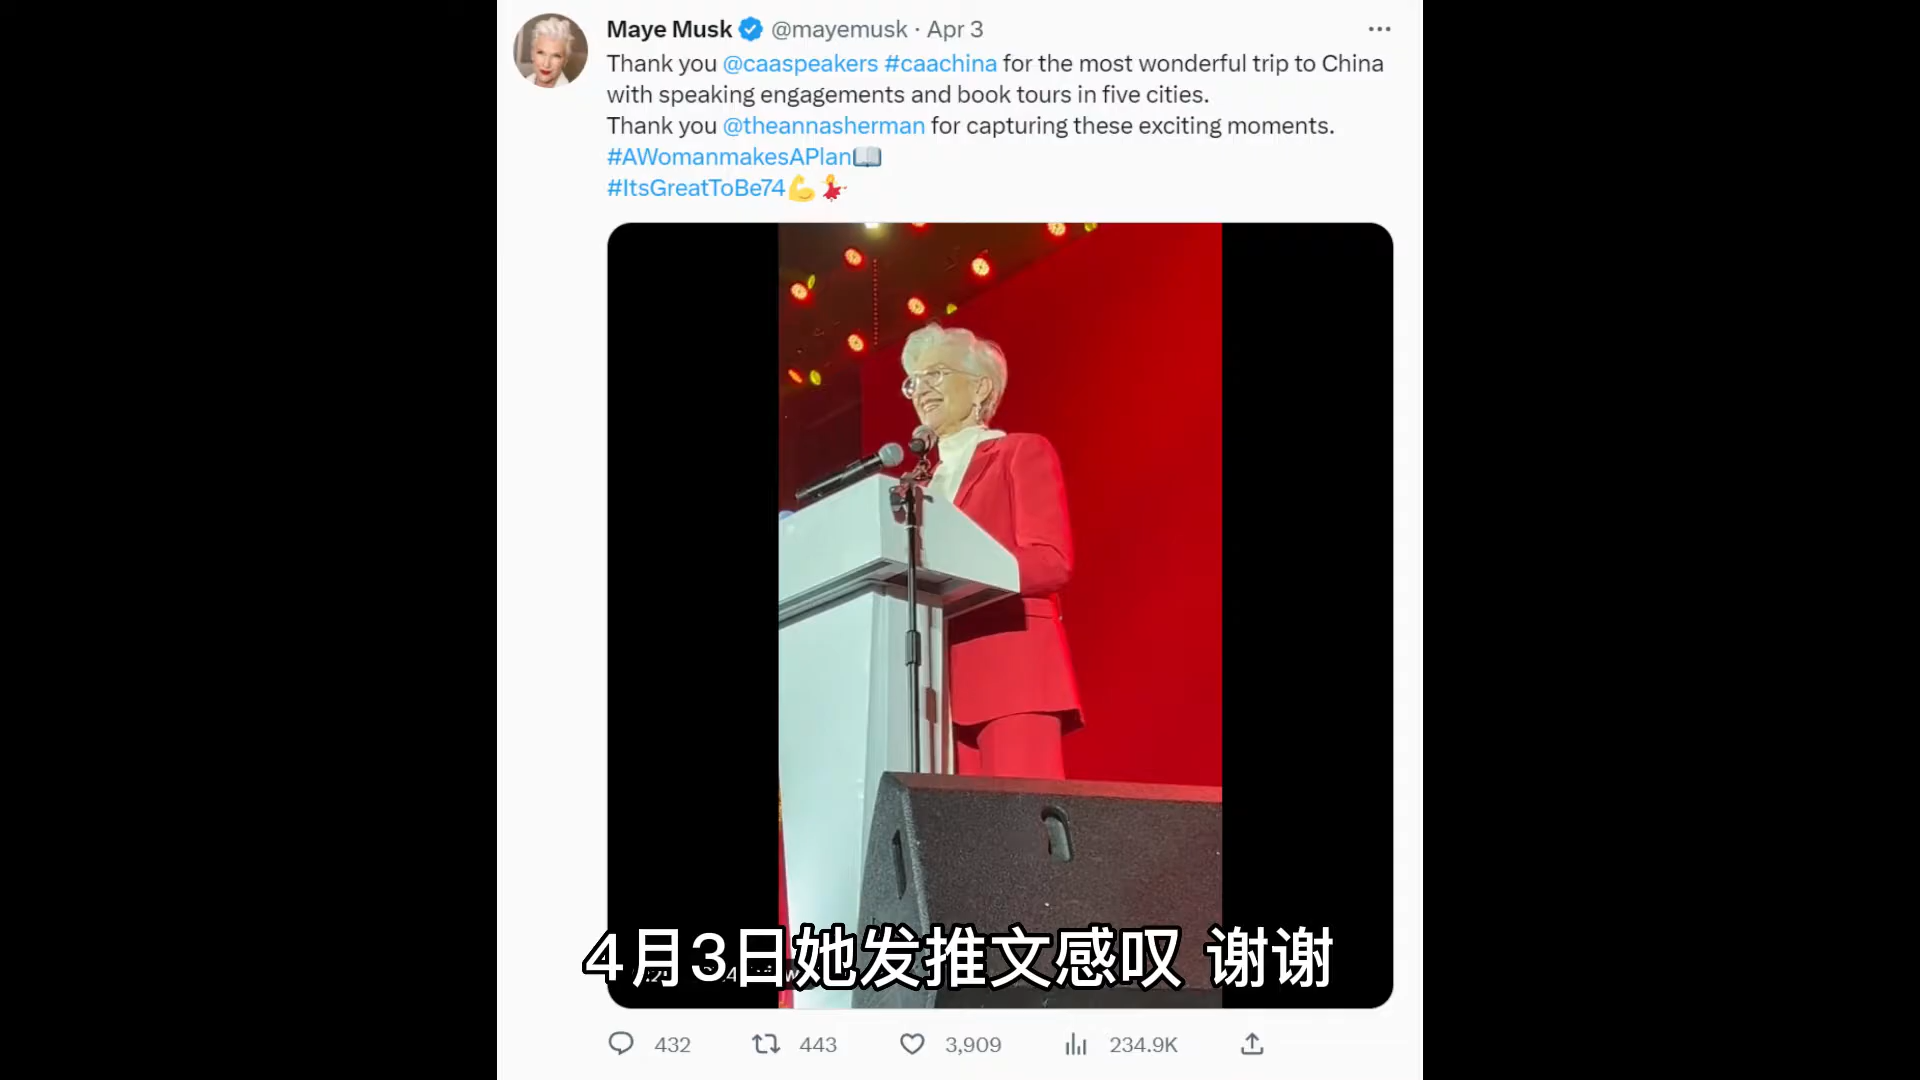 Maye Musk @mayemusk · Apr 3
Thank you @caaspeakers #caachina for the most wonderful trip to China
with speaking engagements and book tours in five cities.
Thank you @theannasherman for capturing these exciting moments.
#AWomanmakesAPlan📖
#ItsGreatToBe74💪💃
4月3日她发推文感叹 谢谢
432 443 3,909 234.9K